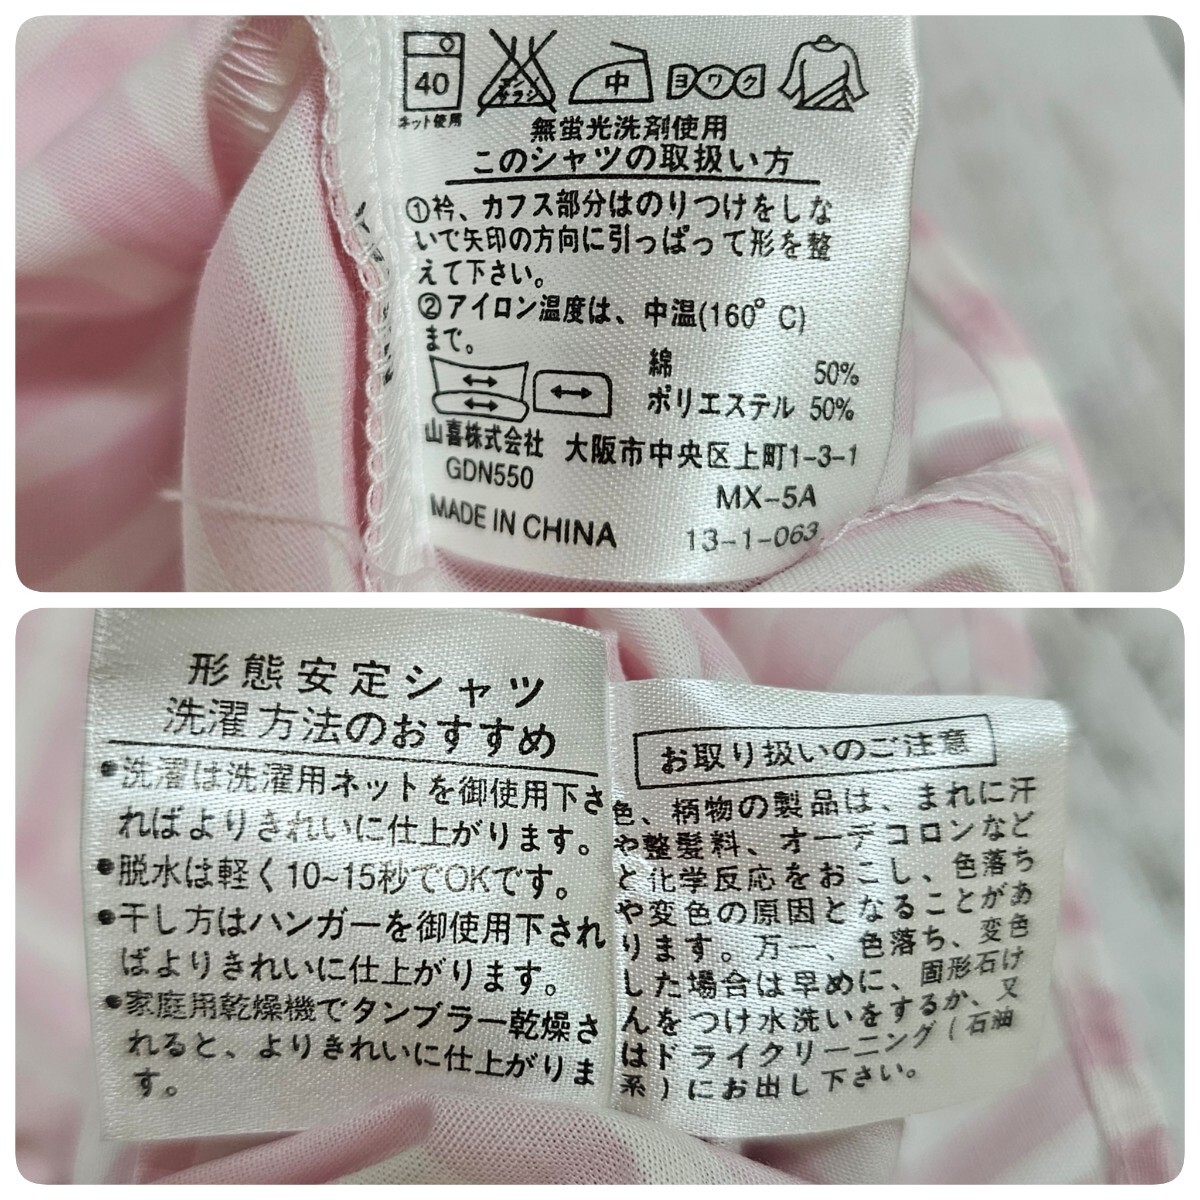 40
ネット使用
エンソ
サラシ
中
ヨワク
無蛍光洗剤使用
このシャツの取扱い方
①衿、カフス部分はのりつけをしな
いで矢印の方向に引っぱって形を整
えて下さい。
②アイロン温度は、中温(160°C)
まで。
綿 50%
ポリエステル 50%
山喜株式会社 大阪市中央区上町1-3-1
GDN550
MX-5A
MADE IN CHINA
13-1-063
形態安定シャツ
洗濯方法のおすすめ
●洗濯は洗濯用ネットを御使用下さ
ればよりきれいに仕上がります。
●脱水は軽く10~15秒でOKです。
●干し方はハンガーを御使用下され
ばよりきれいに仕上がります。
●家庭用乾燥機でタンブラー乾燥さ
れると、よりきれいに仕上がりま
す。
お取り扱いのご注意
色、柄物の製品は、まれに汗
や整髪料、オーデコロンなど
と化学反応をおこし、色落ち
や変色の原因となることがあ
ります。万一、色落ち、変色
した場合は早めに、固形石け
んをつけ水洗いをするか、又
はドライクリーニング(石油
系)にお出し下さい。